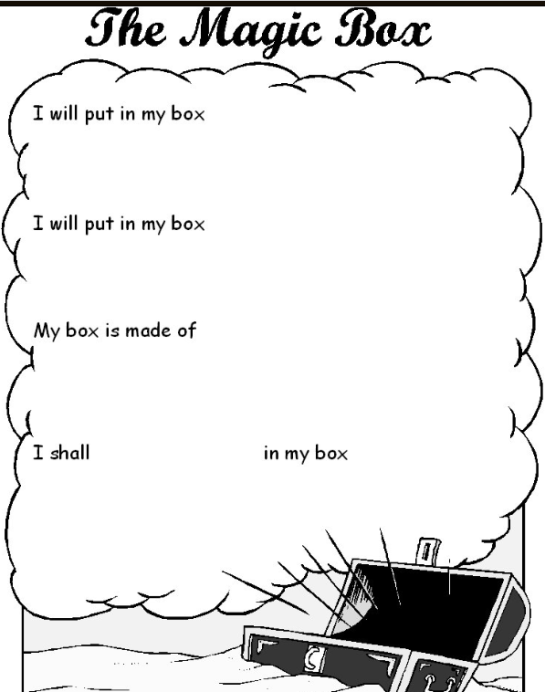 The Magic Box
I will put in my box
I will put in my box
My box is made of
I shall in my box